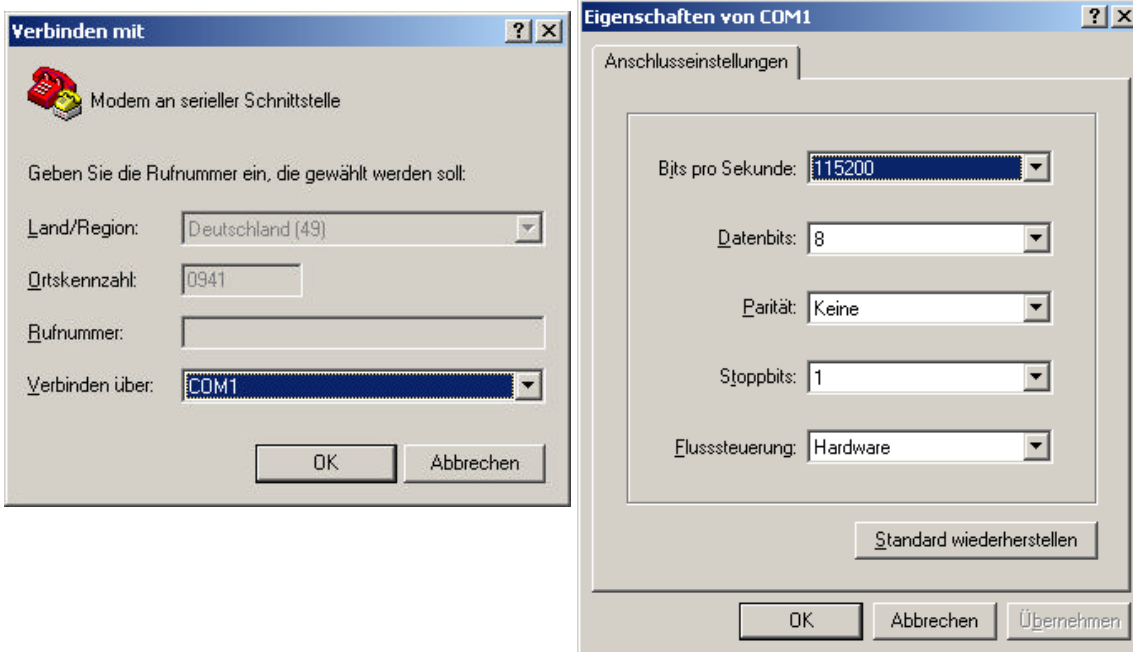 Verbinden mit
Modem an serieller Schnittstelle
Geben Sie die Rufnummer ein, die gewählt werden soll:
Land/Region: Deutschland (49)
Ortskennzahl: 0941
Rufnummer:
Verbinden über: COM1
OK Abbrechen
Eigenschaften von COM1
Anschlusseinstellungen
Bits pro Sekunde: 115200
Datenbits: 8
Parität: Keine
Stoppbits: 1
Flusssteuerung: Hardware
Standard wiederherstellen
OK Abbrechen Übernehmen